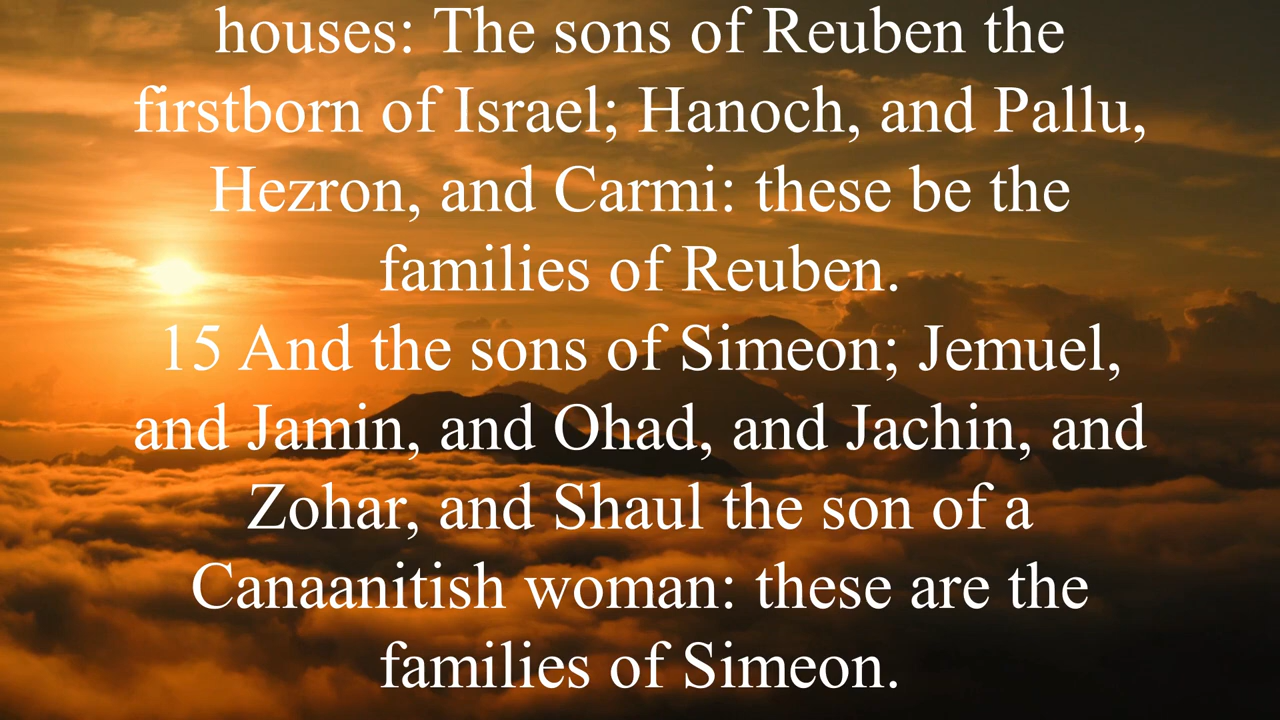 houses: The sons of Reuben the
firstborn of Israel; Hanoch, and Pallu,
Hezron, and Carmi: these be the
families of Reuben.
15 And the sons of Simeon; Jemuel,
and Jamin, and Ohad, and Jachin, and
Zohar, and Shaul the son of a
Canaanitish woman: these are the
families of Simeon.